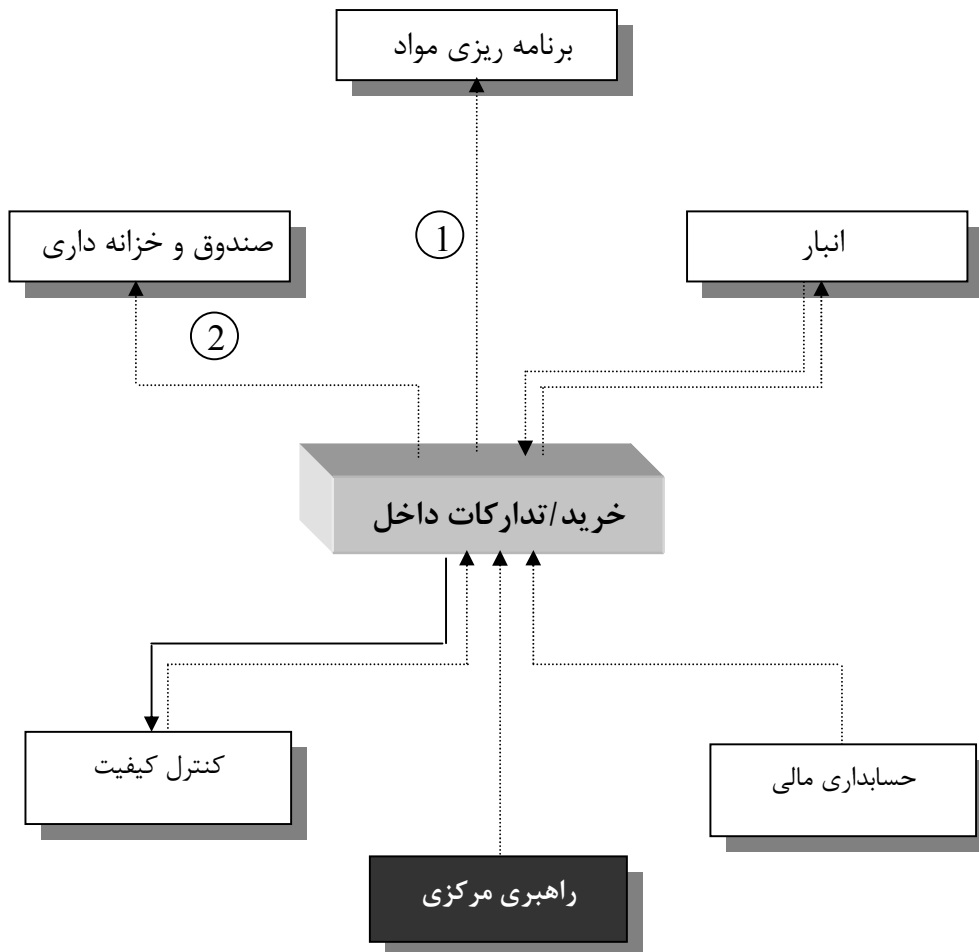 برنامه ریزی مواد
انبار
صندوق و خزانه داری
1
2
خرید/تدارکات داخل
حسابداری مالی
کنترل کیفیت
راهبری مرکزی